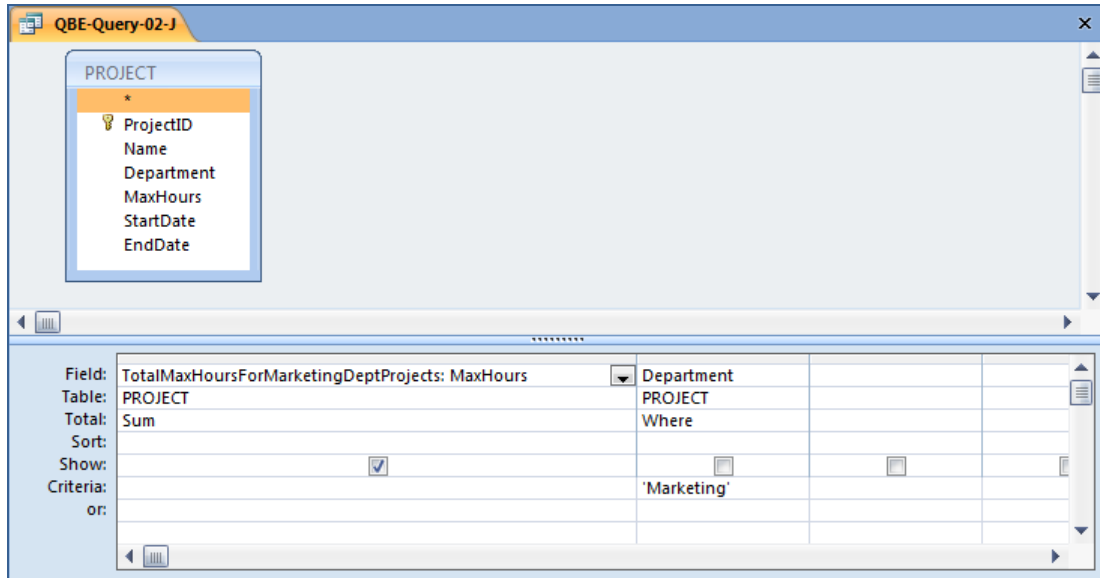 QBE-Query-02-J
PROJECT
*
ProjectID
Name
Department
MaxHours
StartDate
EndDate
Field: TotalMaxHoursForMarketingDeptProjects: MaxHours Department
Table: PROJECT PROJECT
Total: Sum Where
Sort:
Show:
Criteria: 'Marketing'
or: